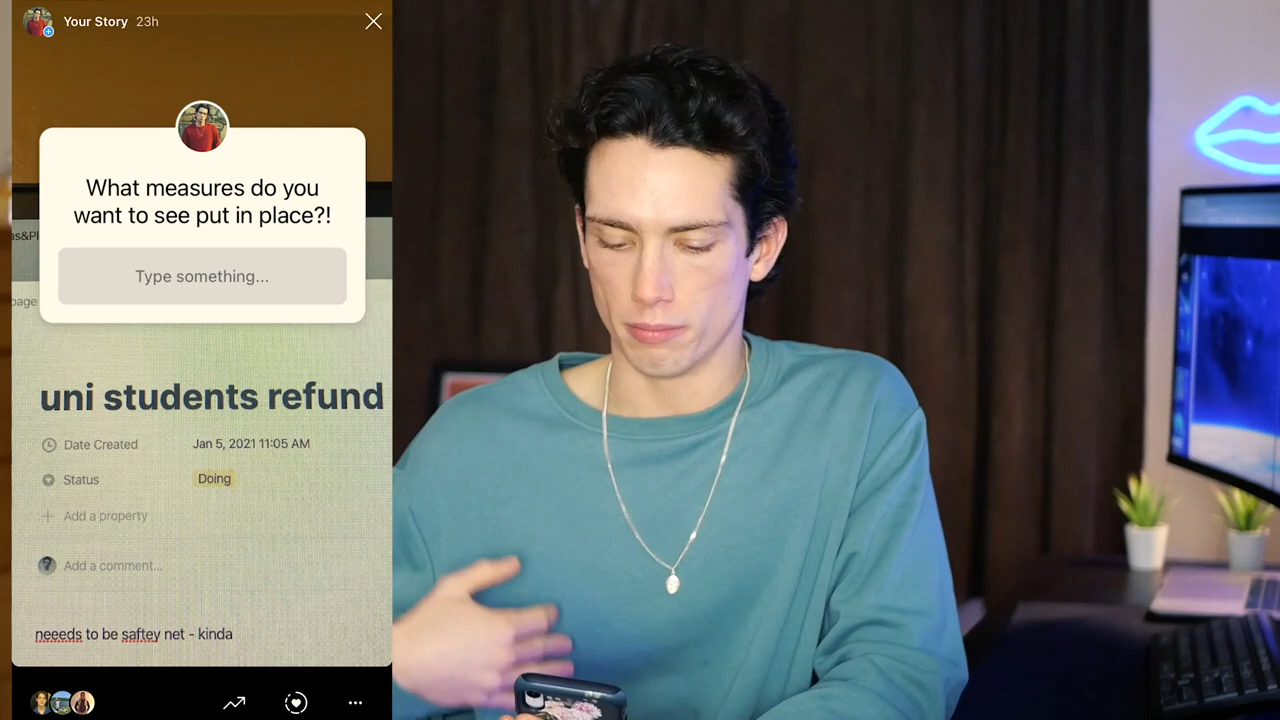 Your Story 23h
What measures do you
want to see put in place?!
Type something...
page
uni students refund
Date Created Jan 5, 2021 11:05 AM
Status Doing
Add a property
Add a comment...
neeeds to be saftey net - kinda